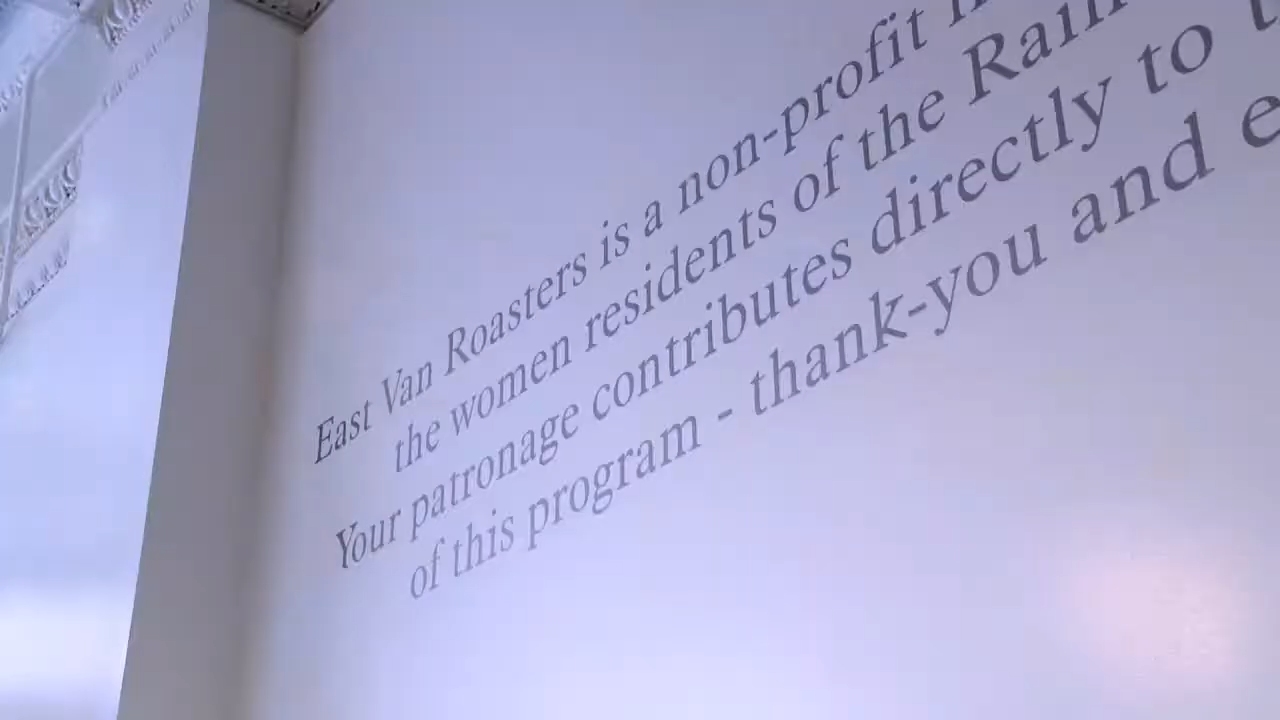 East Van Roasters is a non-profit
the women residents of the
Your patronage contributes directly to
of this program - thank-you and